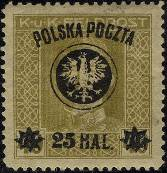 K.u.K. FELDPOST
POLSKA POCZTA
25 HAL.